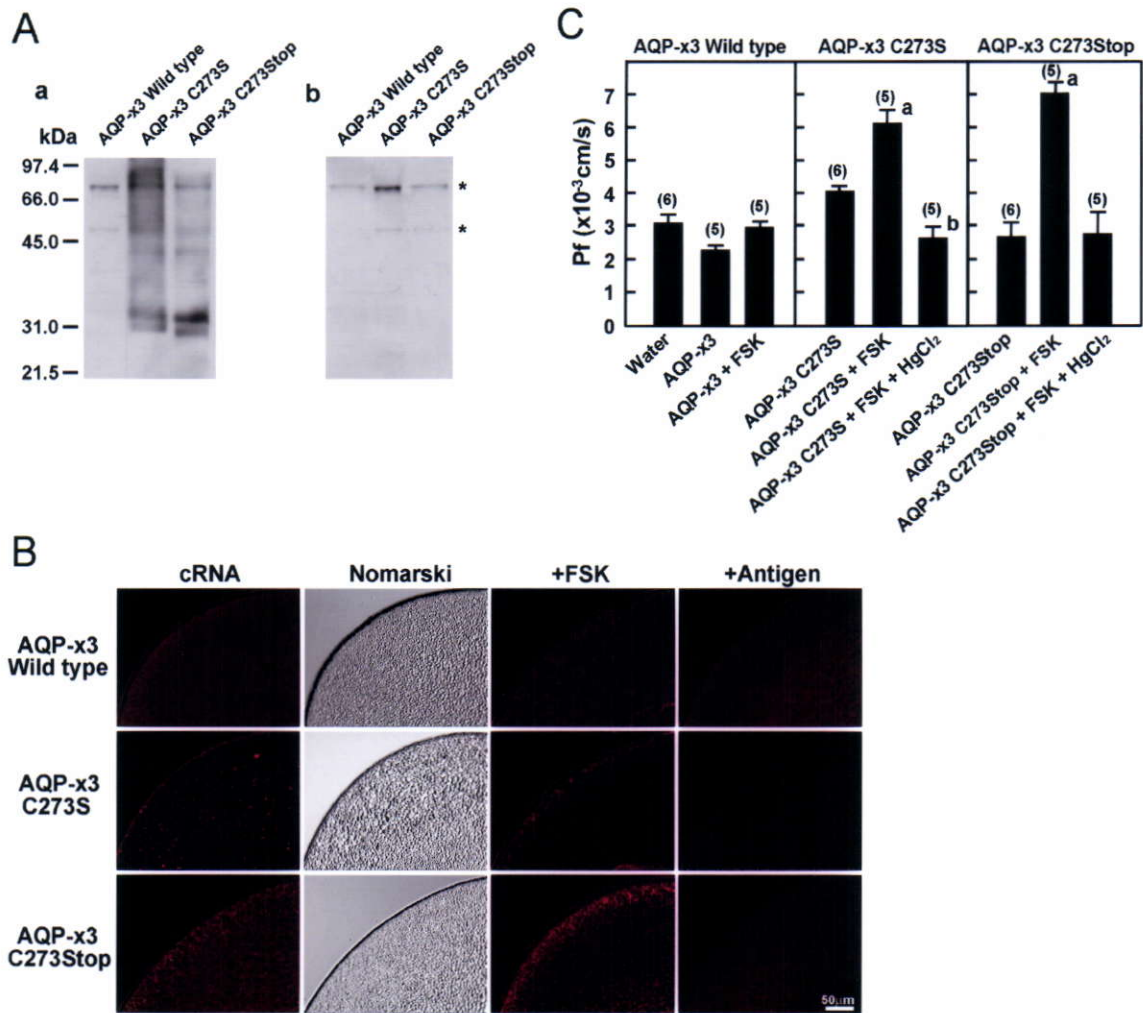 A
a
AQP-x3 Wild type
AQP-x3 C273S
AQP-x3 C273Stop
kDa
97.4
66.0
45.0
31.0
21.5
b
AQP-x3 Wild type
AQP-x3 C273S
AQP-x3 C273Stop
*
*
C
AQP-x3 Wild type
AQP-x3 C273S
AQP-x3 C273Stop
Pf (x10⁻³cm/s)
7
6
5
4
3
2
1
0
(6)
(5)
(5)
(6)
(5)
a
(5)
b
(6)
(5)
a
(5)
Water
AQP-x3
AQP-x3 + FSK
AQP-x3 C273S
AQP-x3 C273S + FSK
AQP-x3 C273S + FSK + HgCl₂
AQP-x3 C273Stop
AQP-x3 C273Stop + FSK
AQP-x3 C273Stop + FSK + HgCl₂
B
cRNA
Nomarski
+FSK
+Antigen
AQP-x3
Wild type
AQP-x3
C273S
AQP-x3
C273Stop
50µm